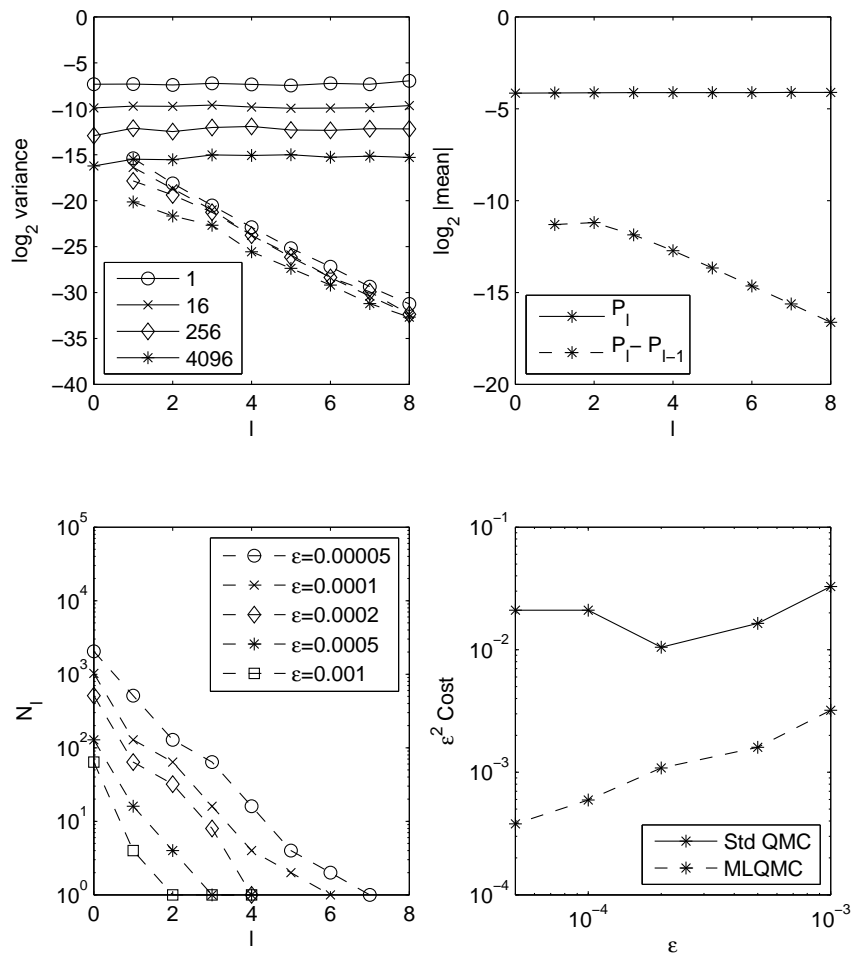 0
−5
−10
−15
−20
−25
−30
−35
−40
0 2 4 6 8
l
log2 variance
1
16
256
4096
0
−5
−10
−15
−20
0 2 4 6 8
l
log2 |mean|
Pl
Pl− Pl−1
10^5
10^4
10^3
10^2
10^1
10^0
0 2 4 6 8
l
Nl
ε=0.00005
ε=0.0001
ε=0.0002
ε=0.0005
ε=0.001
10^−1
10^−2
10^−3
10^−4
10^−4 10^−3
ε
ε^2 Cost
Std QMC
MLQMC